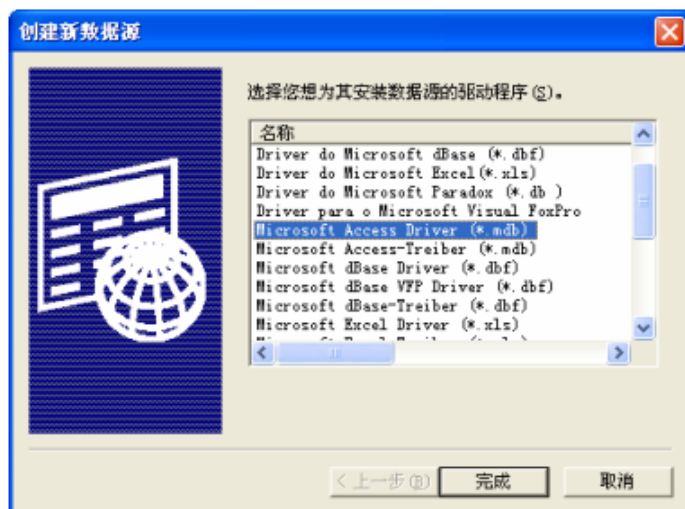 创建新数据源
选择您想为其安装数据源的驱动程序(S)。
名称
Driver do Microsoft dBase (*.dbf)
Driver do Microsoft Excel(*.xls)
Driver do Microsoft Paradox (*.db )
Driver para o Microsoft Visual FoxPro
Microsoft Access Driver (*.mdb)
Microsoft Access-Treiber (*.mdb)
Microsoft dBase Driver (*.dbf)
Microsoft dBase VFP Driver (*.dbf)
Microsoft dBase-Treiber (*.dbf)
Microsoft Excel Driver (*.xls)
<上一步(B) 完成 取消